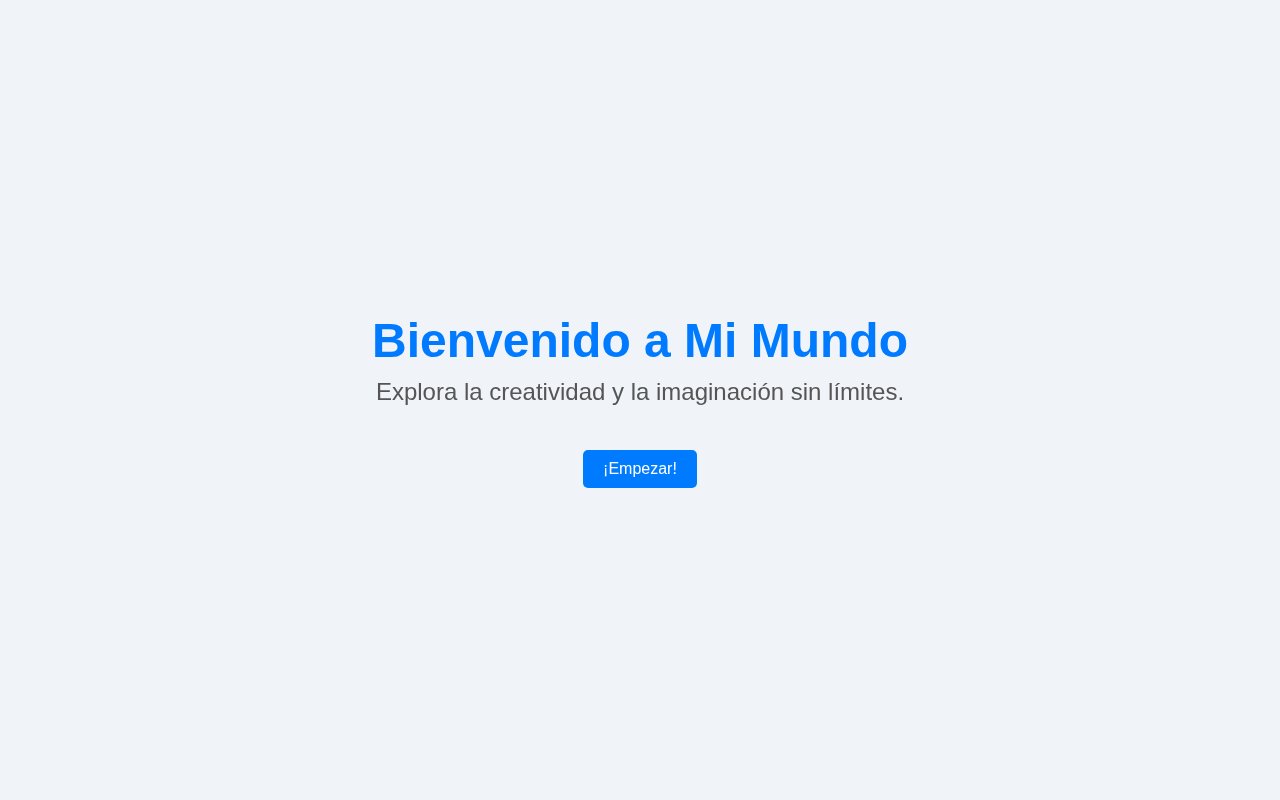 Bienvenido a Mi Mundo
Explora la creatividad y la imaginación sin límites.
¡Empezar!